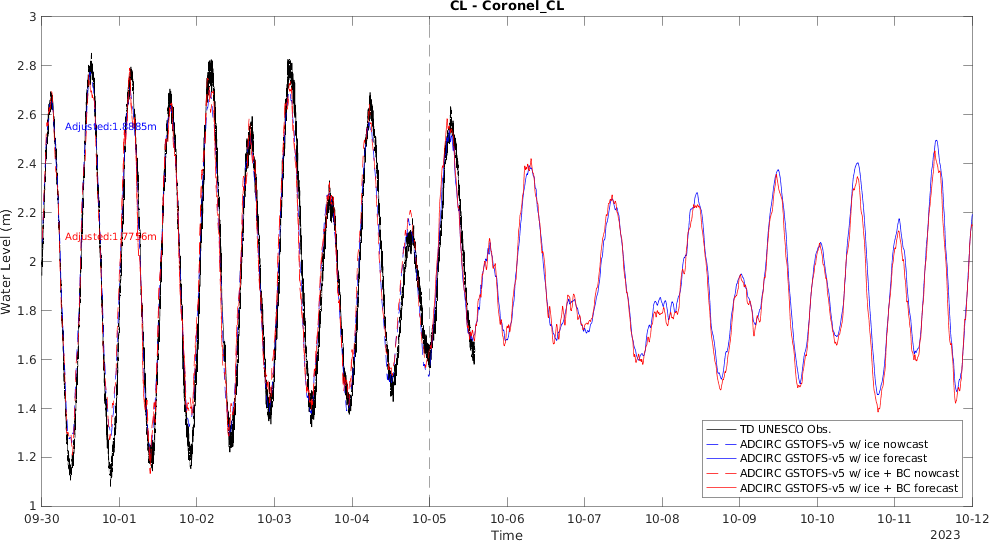 CL - Coronel_CL
3
2.8
2.6
2.4
2.2
2
1.8
1.6
1.4
1.2
1
Water Level (m)
Adjusted:1.8885m
Adjusted:1.7756m
09-30
10-01
10-02
10-03
10-04
10-05
10-06
10-07
10-08
10-09
10-10
10-11
10-12
Time
2023
TD UNESCO Obs.
ADCIRC GSTOFS-v5 w/ ice nowcast
ADCIRC GSTOFS-v5 w/ ice forecast
ADCIRC GSTOFS-v5 w/ ice + BC nowcast
ADCIRC GSTOFS-v5 w/ ice + BC forecast